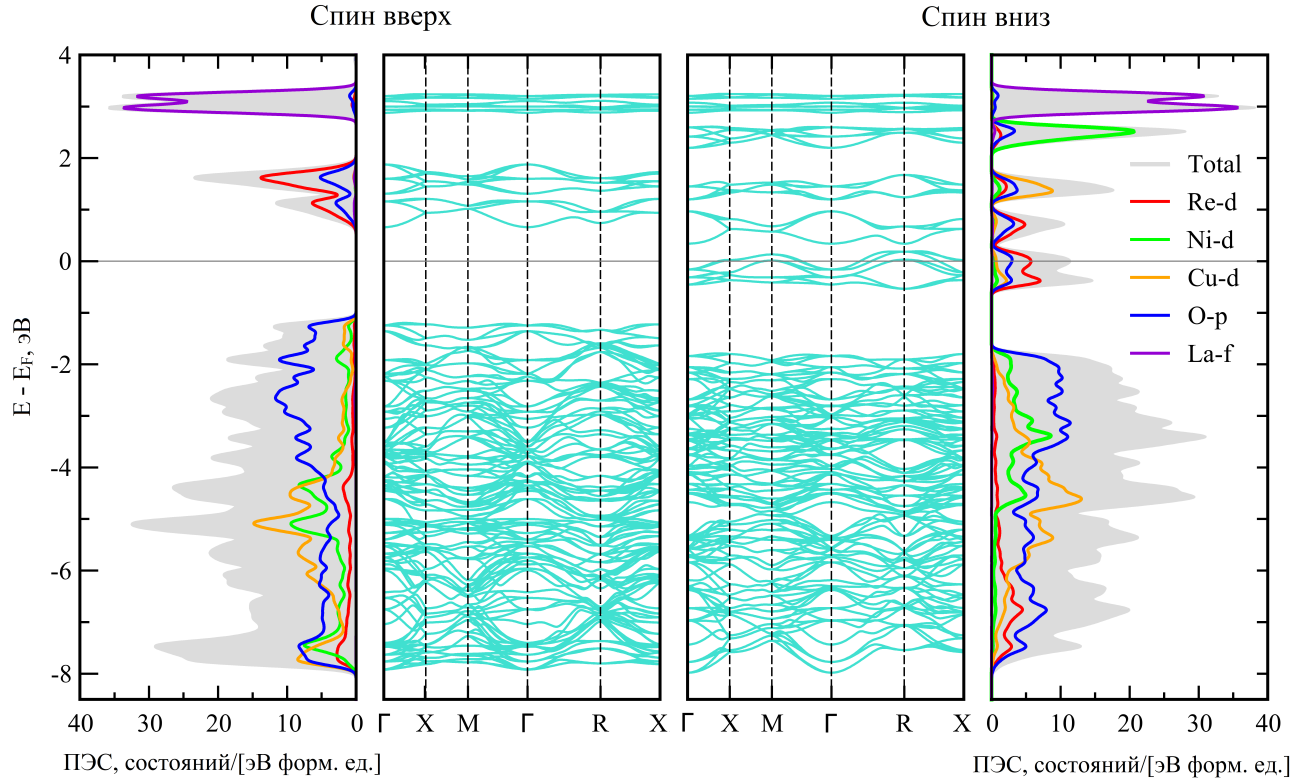 Спин вверх
Спин вниз
4
2
0
-2
-4
-6
-8
E - E_F, эВ
Total
Re-d
Ni-d
Cu-d
O-p
La-f
40 30 20 10 0
Γ X M Γ R X
Γ X M Γ R X
0 10 20 30 40
ПЭС, состояний/[эВ форм. ед.]
ПЭС, состояний/[эВ форм. ед.]